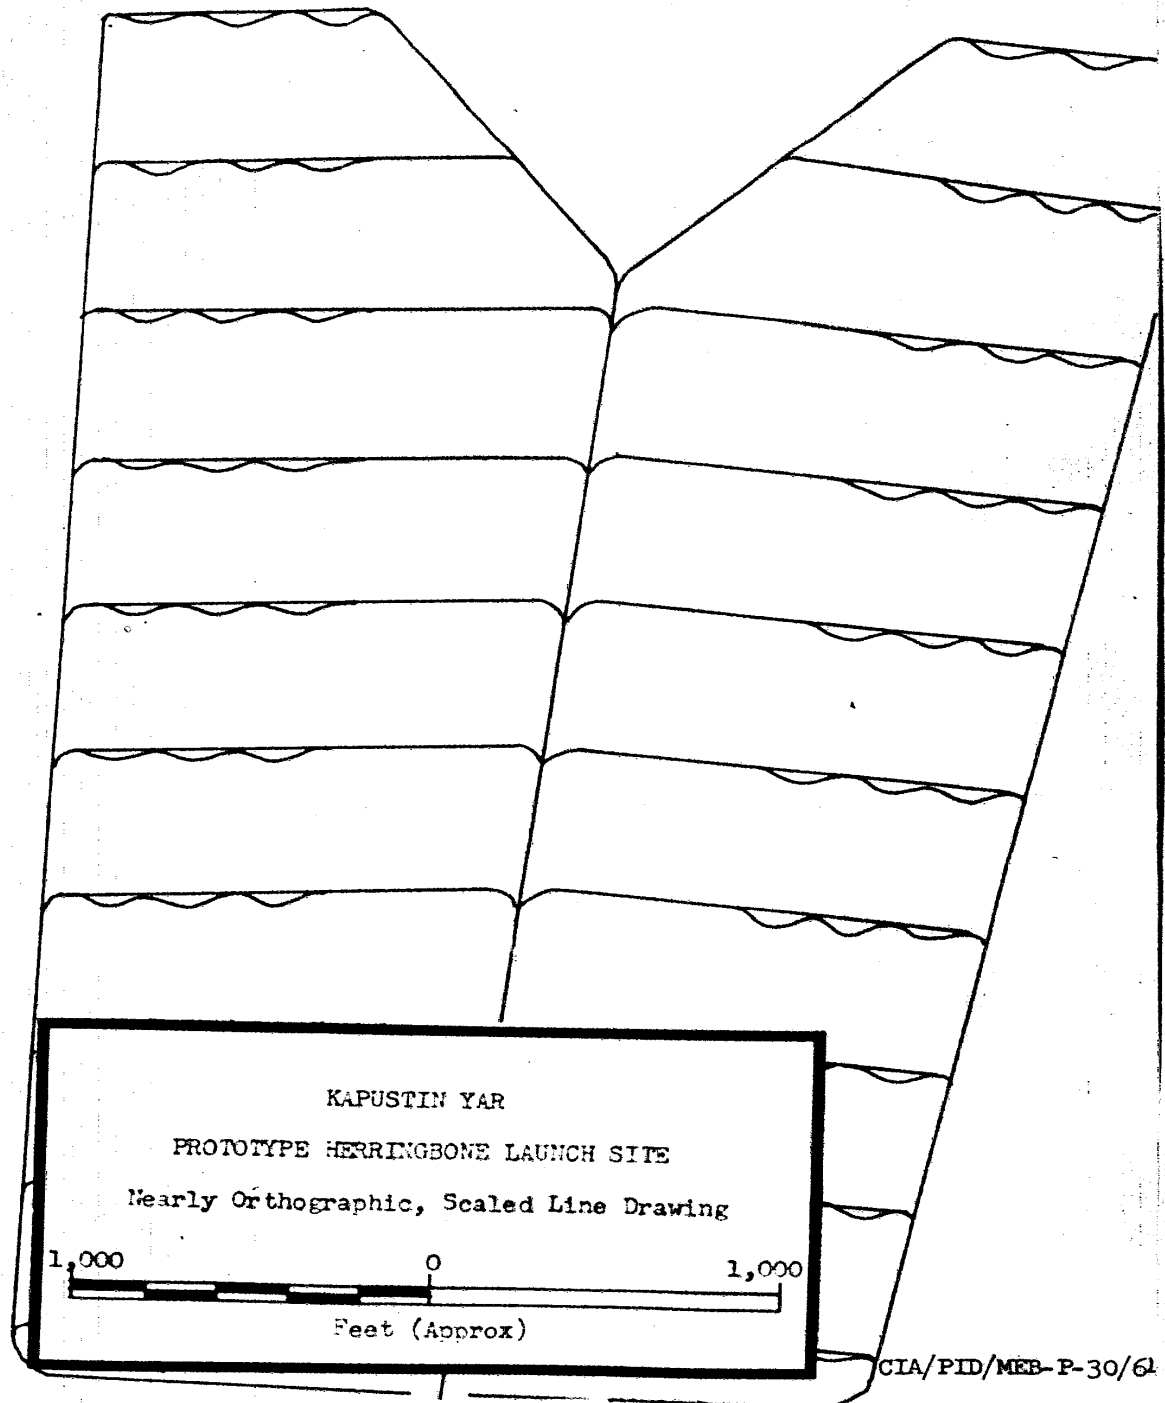 KAPUSTIN YAR
PROTOTYPE HERRINGBONE LAUNCH SITE
Nearly Orthographic, Scaled Line Drawing
1,000 0 1,000
Feet (Approx)
CIA/PID/MEB-P-30/61